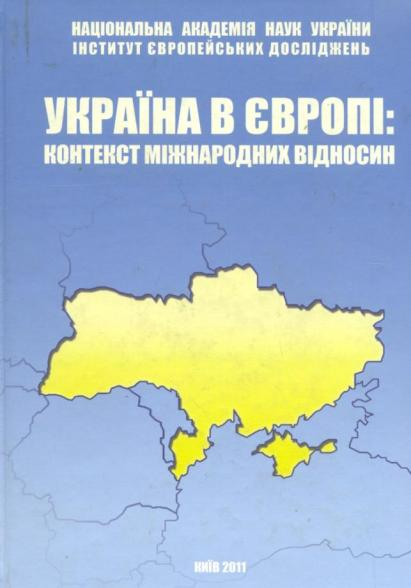 НАЦІОНАЛЬНА АКАДЕМІЯ НАУК УКРАЇНИ
ІНСТИТУТ ЄВРОПЕЙСЬКИХ ДОСЛІДЖЕНЬ
УКРАЇНА В ЄВРОПІ:
КОНТЕКСТ МІЖНАРОДНИХ ВІДНОСИН
КИЇВ 2011